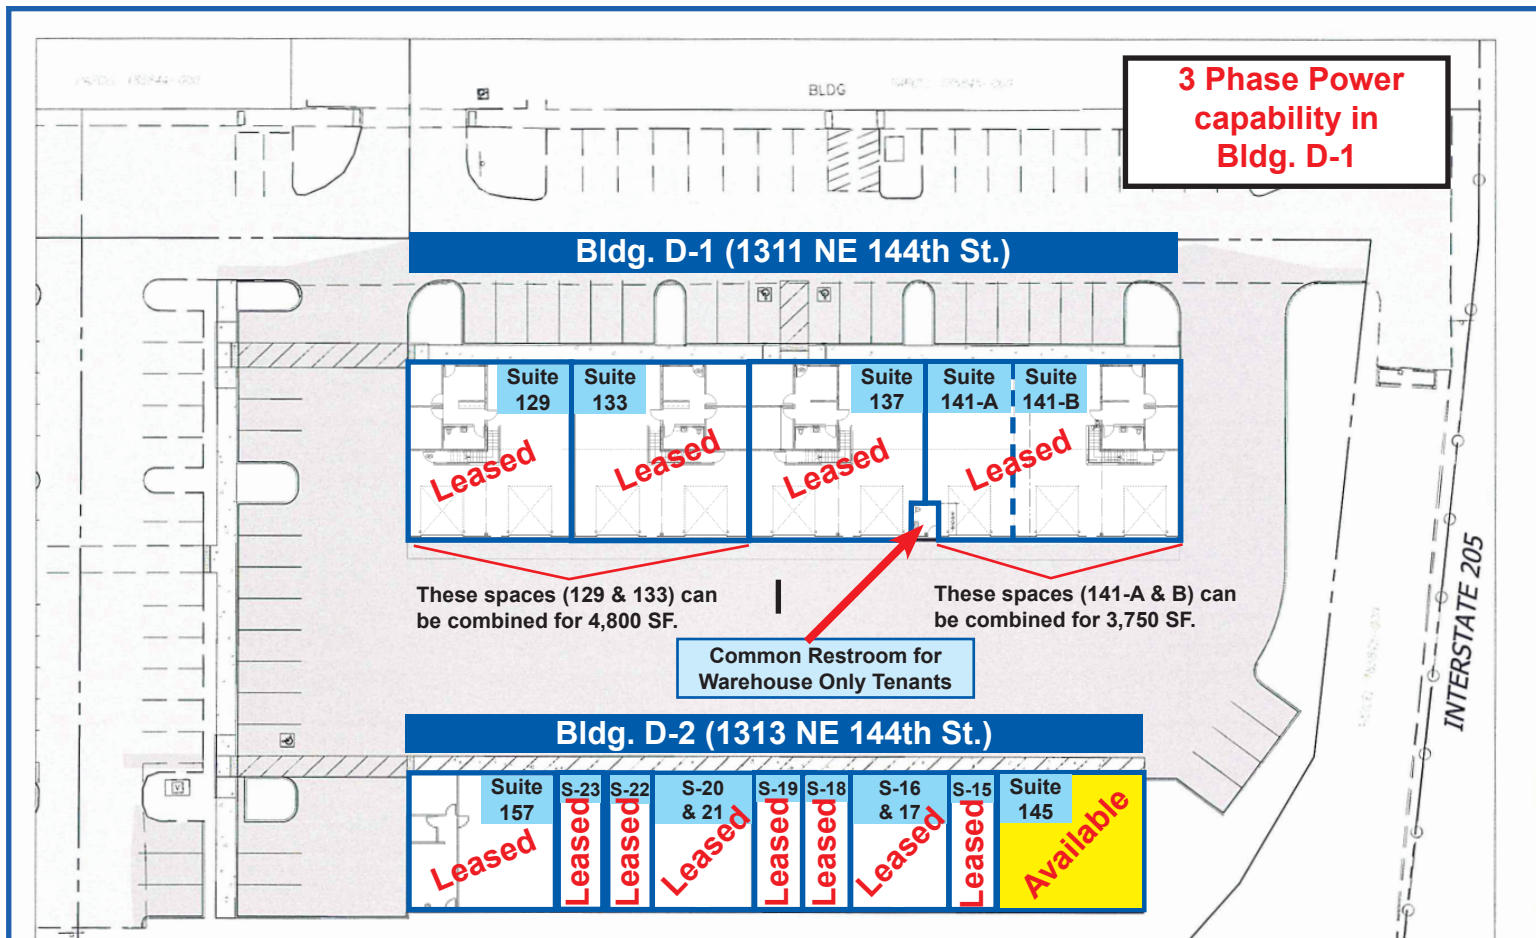 BLDG
3 Phase Power
capability in
Bldg. D-1
Bldg. D-1 (1311 NE 144th St.)
Suite
129
Suite
133
Suite
137
Suite
141-A
Suite
141-B
Leased
Leased
Leased
Leased
These spaces (129 & 133) can
be combined for 4,800 SF.
These spaces (141-A & B) can
be combined for 3,750 SF.
Common Restroom for
Warehouse Only Tenants
INTERSTATE 205
Bldg. D-2 (1313 NE 144th St.)
Suite
157
S-23
S-22
S-20
& 21
S-19
S-18
S-16
& 17
S-15
Suite
145
Leased
Leased
Leased
Leased
Leased
Leased
Leased
Leased
Available